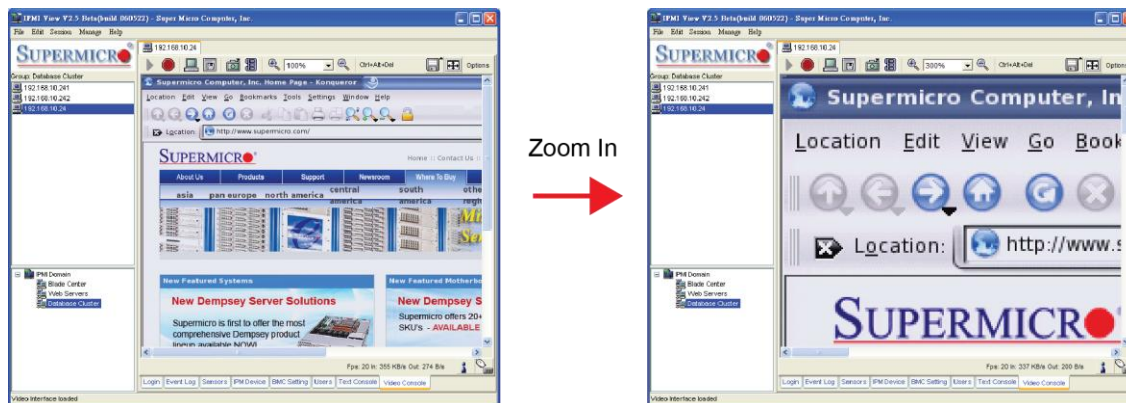 IPMI View V2.5 Beta(build 060522) - Super Micro Computer, Inc.
File Edit Session Manage Help
SUPERMICRO
192.168.10.24
100%
Ctrl+Alt+Del
Options
Group: Database Cluster
192.168.10.241
192.168.10.242
192.168.10.24
Supermicro Computer, Inc. Home Page - Konqueror
Location Edit View Go Bookmarks Tools Settings Window Help
Location: http://www.supermicro.com/
SUPERMICRO
Home :: Contact Us ::
About Us Products Support Newsroom Where To Buy
asia pan europe north america central america south america othe regio
New Featured Systems
New Featured Motherbo
New Dempsey Server Solutions
New Dempsey S
Supermicro is first to offer the most
comprehensive Dempsey product
lineup available NOW!
Supermicro offers 20+
SKU's - AVAILABLE
IPMI Domain
Blade Center
Web Servers
Database Cluster
Fps: 20 In: 355 KB/s Out: 274 B/s
Login Event Log Sensors IPM Device BMC Setting Users Text Console Video Console
Video Interface loaded
Zoom In
IPMI View V2.5 Beta(build 060522) - Super Micro Computer, Inc.
File Edit Session Manage Help
SUPERMICRO
192.168.10.24
300%
Ctrl+Alt+Del
Options
Group: Database Cluster
192.168.10.241
192.168.10.242
192.168.10.24
Supermicro Computer, In
Location Edit View Go Book
Location: http://www.s
SUPERMICRO
IPMI Domain
Blade Center
Web Servers
Database Cluster
Fps: 20 In: 337 KB/s Out: 200 B/s
Login Event Log Sensors IPM Device BMC Setting Users Text Console Video Console
Video Interface loaded